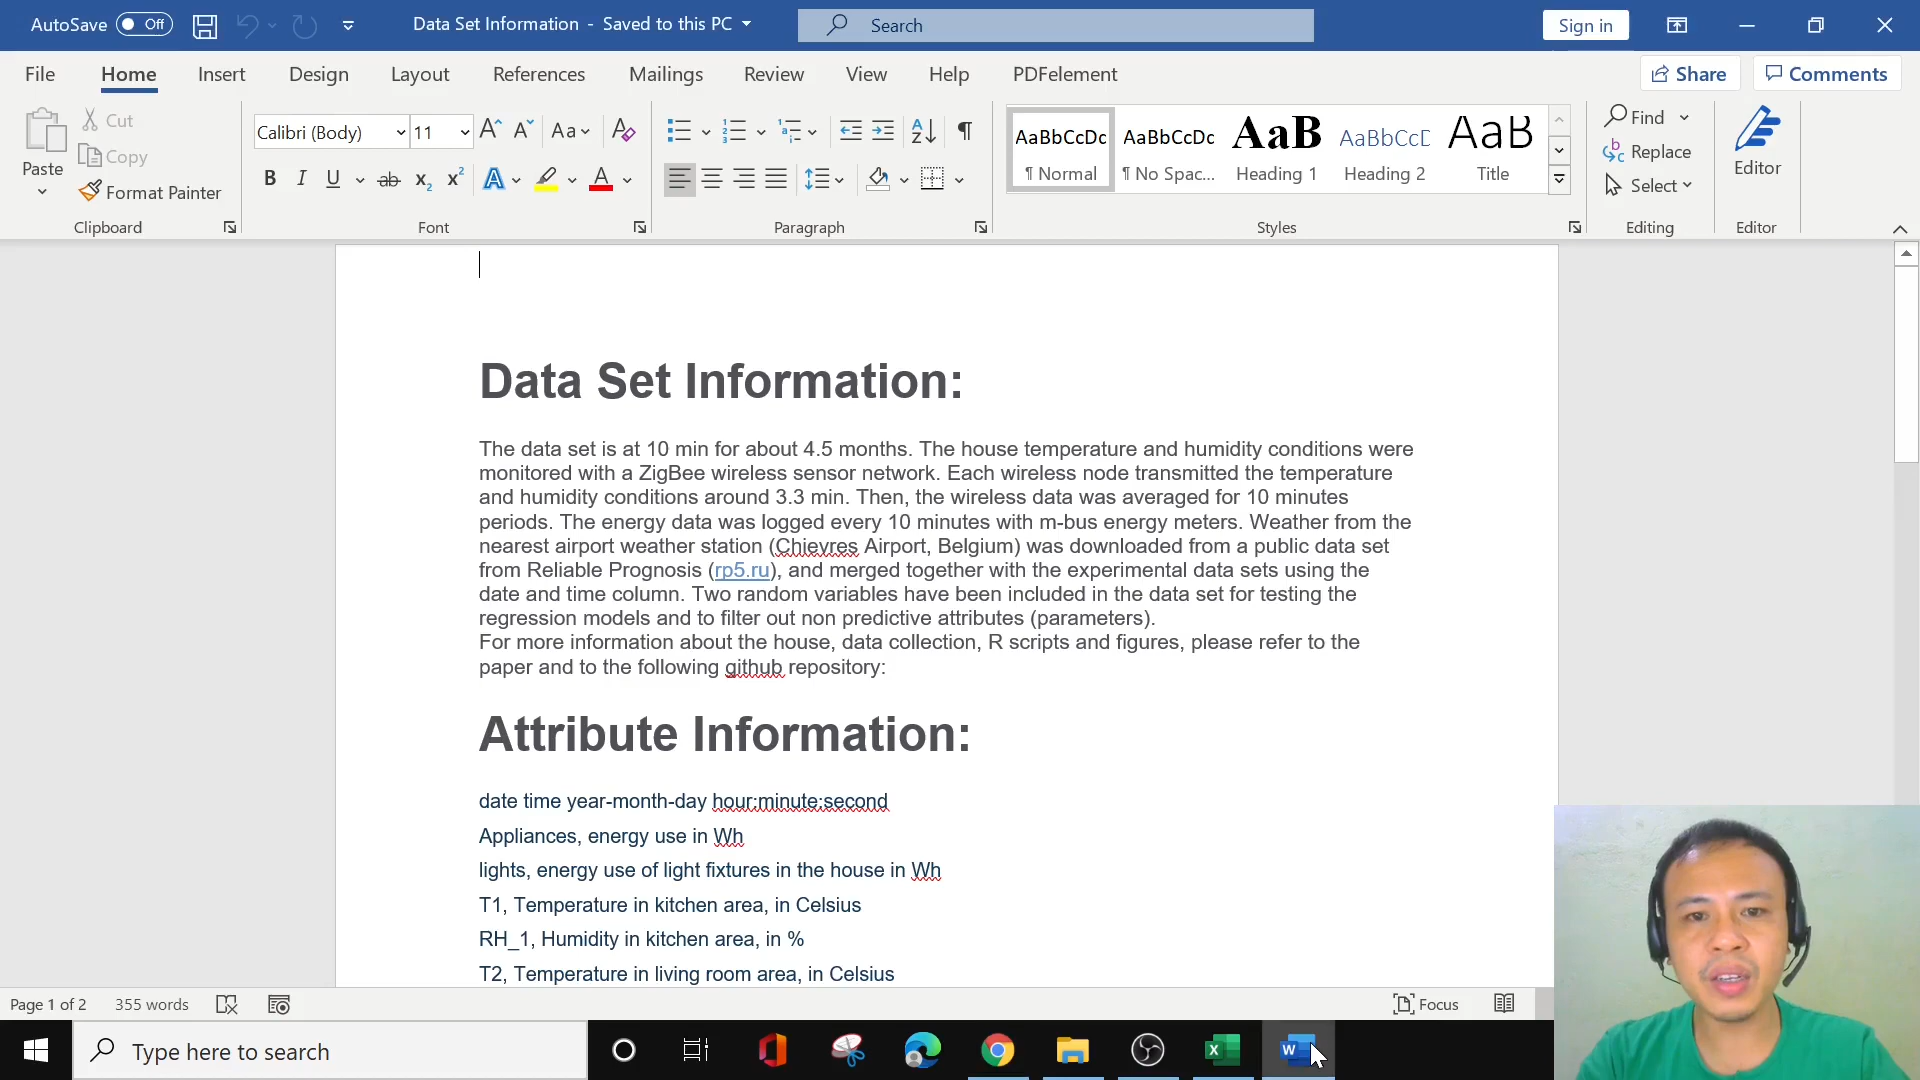 AutoSave Off Data Set Information - Saved to this PC Search Sign in
File Home Insert Design Layout References Mailings Review View Help PDFelement Share Comments
Paste Cut Copy Format Painter
Calibri (Body) 11 Aa
B I U ab x2 x2 A A
AaBbCcDc AaBbCcDc AaB AaBbCcD AaB
¶ Normal ¶ No Spac... Heading 1 Heading 2 Title
Find Replace Select
Editor
Clipboard Font Paragraph Styles Editing Editor
Data Set Information:
The data set is at 10 min for about 4.5 months. The house temperature and humidity conditions were
monitored with a ZigBee wireless sensor network. Each wireless node transmitted the temperature
and humidity conditions around 3.3 min. Then, the wireless data was averaged for 10 minutes
periods. The energy data was logged every 10 minutes with m-bus energy meters. Weather from the
nearest airport weather station (Chievres Airport, Belgium) was downloaded from a public data set
from Reliable Prognosis (rp5.ru), and merged together with the experimental data sets using the
date and time column. Two random variables have been included in the data set for testing the
regression models and to filter out non predictive attributes (parameters).
For more information about the house, data collection, R scripts and figures, please refer to the
paper and to the following github repository:
Attribute Information:
date time year-month-day hour:minute:second
Appliances, energy use in Wh
lights, energy use of light fixtures in the house in Wh
T1, Temperature in kitchen area, in Celsius
RH_1, Humidity in kitchen area, in %
T2, Temperature in living room area, in Celsius
Page 1 of 2 355 words Focus
Type here to search